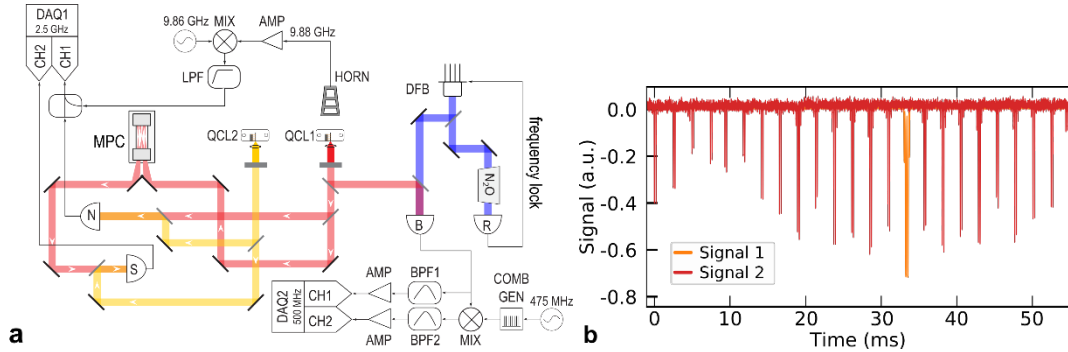 DAQ1
2.5 GHz
CH2
CH1
9.86 GHz
MIX
AMP
9.88 GHz
LPF
HORN
MPC
QCL2
QCL1
DFB
frequency lock
N₂O
N
S
B
R
DAQ2
500 MHz
CH1
CH2
AMP
AMP
BPF1
BPF2
MIX
COMB
GEN
475 MHz
a
b
Signal (a.u.)
0.0
-0.2
-0.4
-0.6
-0.8
Signal 1
Signal 2
0
10
20
30
40
50
Time (ms)